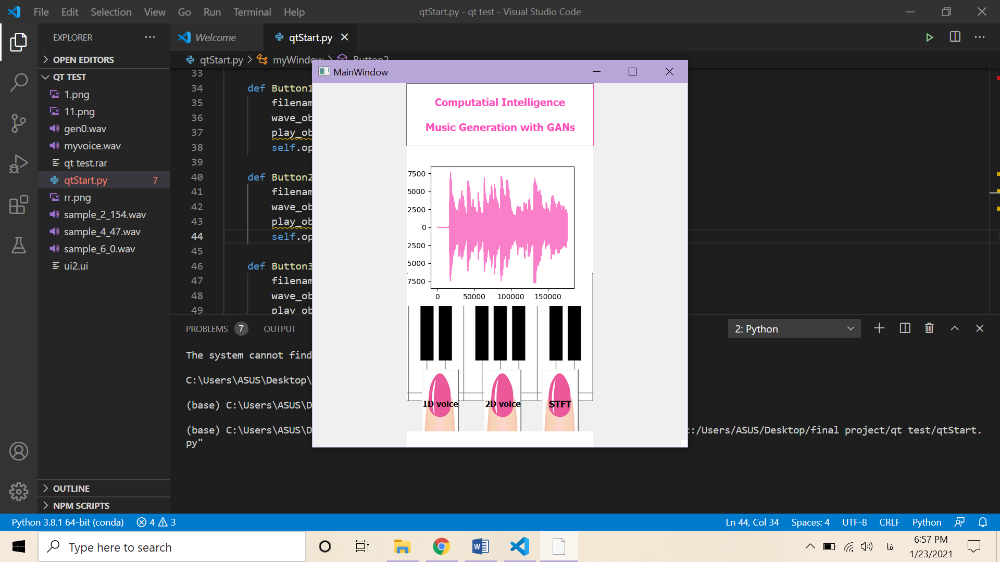 File Edit Selection View Go Run Terminal Help
qtStart.py - qt test - Visual Studio Code
EXPLORER
OPEN EDITORS
QT TEST
1.png
11.png
gen0.wav
myvoice.wav
qt test.rar
qtStart.py 7
rr.png
sample_2_154.wav
sample_4_47.wav
sample_6_0.wav
ui2.ui
OUTLINE
NPM SCRIPTS
Welcome
qtStart.py
qtStart.py > myWindow > Button2
33
34 def Button1
35 filenam
36 wave_ob
37 play_ob
38 self.op
39
40 def Button2
41 filenam
42 wave_ob
43 play_ob
44 self.op
45
46 def Button3
47 filenam
48 wave_ob
49 play_ob
MainWindow
Computatial Intelligence
Music Generation with GANs
7500
5000
2500
0
2500
5000
7500
0 50000 100000 150000
1D voice 2D voice STFT
PROBLEMS 7 OUTPUT
2: Python
The system cannot find
C:\Users\ASUS\Desktop\
(base) C:\Users\ASUS\D
(base) C:\Users\ASUS\D
c:/Users/ASUS/Desktop/final project/qt test/qtStart.
py"
Python 3.8.1 64-bit (conda) 4 3
Ln 44, Col 34 Spaces: 4 UTF-8 CRLF Python
Type here to search
فا
6:57 PM
1/23/2021